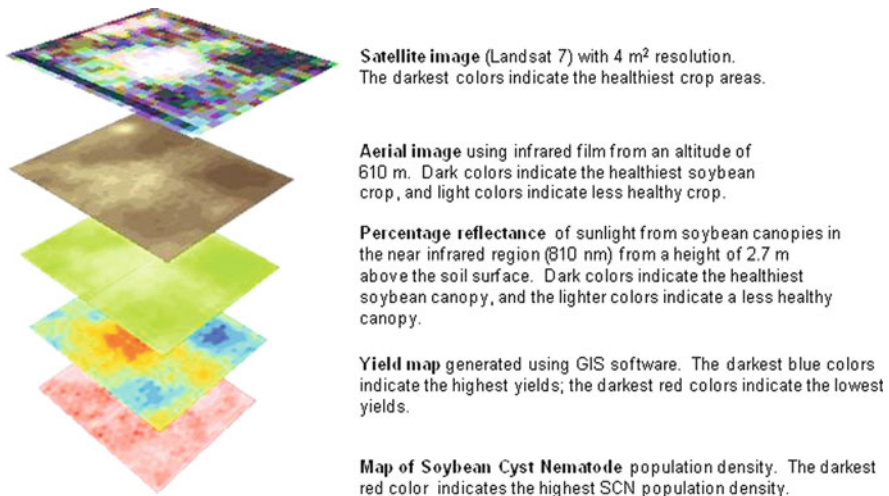 Satellite image (Landsat 7) with 4 m² resolution.
The darkest colors indicate the healthiest crop areas.
Aerial image using infrared film from an altitude of
610 m. Dark colors indicate the healthiest soybean
crop, and light colors indicate less healthy crop.
Percentage reflectance of sunlight from soybean canopies in
the near infrared region (810 nm) from a height of 2.7 m
above the soil surface. Dark colors indicate the healthiest
soybean canopy, and the lighter colors indicate a less healthy
canopy.
Yield map generated using GIS software. The darkest blue colors
indicate the highest yields; the darkest red colors indicate the lowest
yields.
Map of Soybean Cyst Nematode population density. The darkest
red color indicates the highest SCN population density.